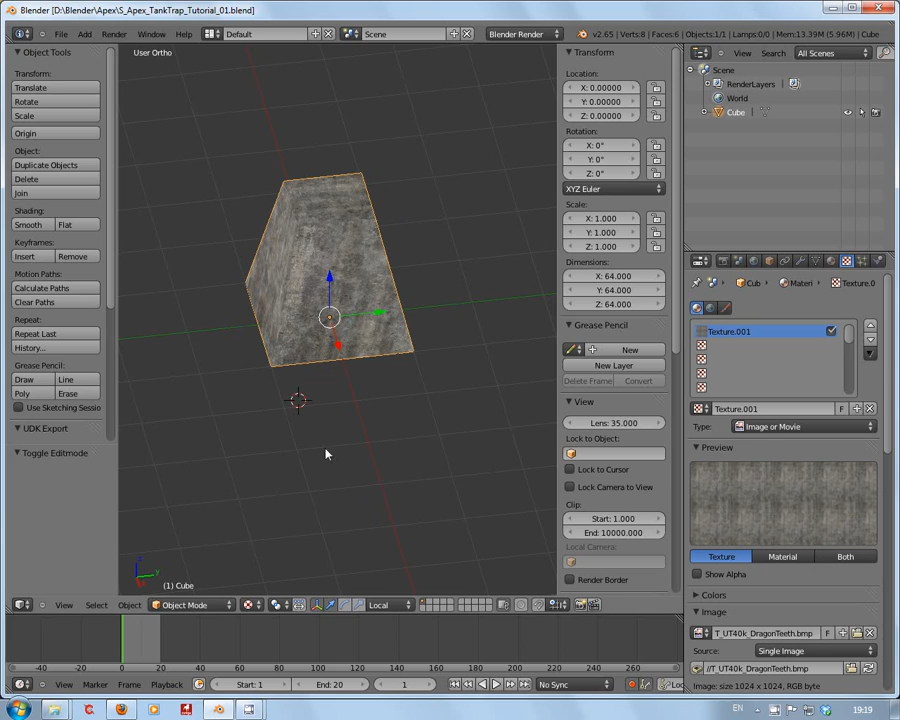 Blender [D:\Blender\Apex\S_Apex_TankTrap_Tutorial_01.blend]
File Add Render Window Help Default Scene Blender Render v2.65 | Verts:8 | Faces:6 | Objects:1/1 | Lamps:0/0 | Mem:13.39M (5.96M) | Cube
Object Tools
Transform:
Translate
Rotate
Scale
Origin
Object:
Duplicate Objects
Delete
Join
Shading:
Smooth Flat
Keyframes:
Insert Remove
Motion Paths:
Calculate Paths
Clear Paths
Repeat:
Repeat Last
History...
Grease Pencil:
Draw Line
Poly Erase
Use Sketching Sessio
UDK Export
Toggle Editmode
User Ortho
(1) Cube
Transform
Location:
X: 0.00000
Y: 0.00000
Z: 0.00000
Rotation:
X: 0°
Y: 0°
Z: 0°
XYZ Euler
Scale:
X: 1.000
Y: 1.000
Z: 1.000
Dimensions:
X: 64.000
Y: 64.000
Z: 64.000
Grease Pencil
New
New Layer
Delete Frame Convert
View
Lens: 35.000
Lock to Object:
Lock to Cursor
Lock Camera to View
Clip:
Start: 1.000
End: 10000.000
Local Camera:
Render Border
View Search All Scenes
Scene
RenderLayers
World
Cube
Cub Materi Texture.0
Texture.001
Texture.001 F
Type: Image or Movie
Preview
Texture Material Both
Show Alpha
Colors
Image
T_UT40k_DragonTeeth.bmp F
Source: Single Image
//T_UT40k_DragonTeeth.bmp
Image: size 1024 x 1024, RGB byte
View Select Object Object Mode Local
-40 -20 0 20 40 60 80 100 120 140 160 180 200 220 240 260
View Marker Frame Playback Start: 1 End: 20 1 No Sync
EN 19:19